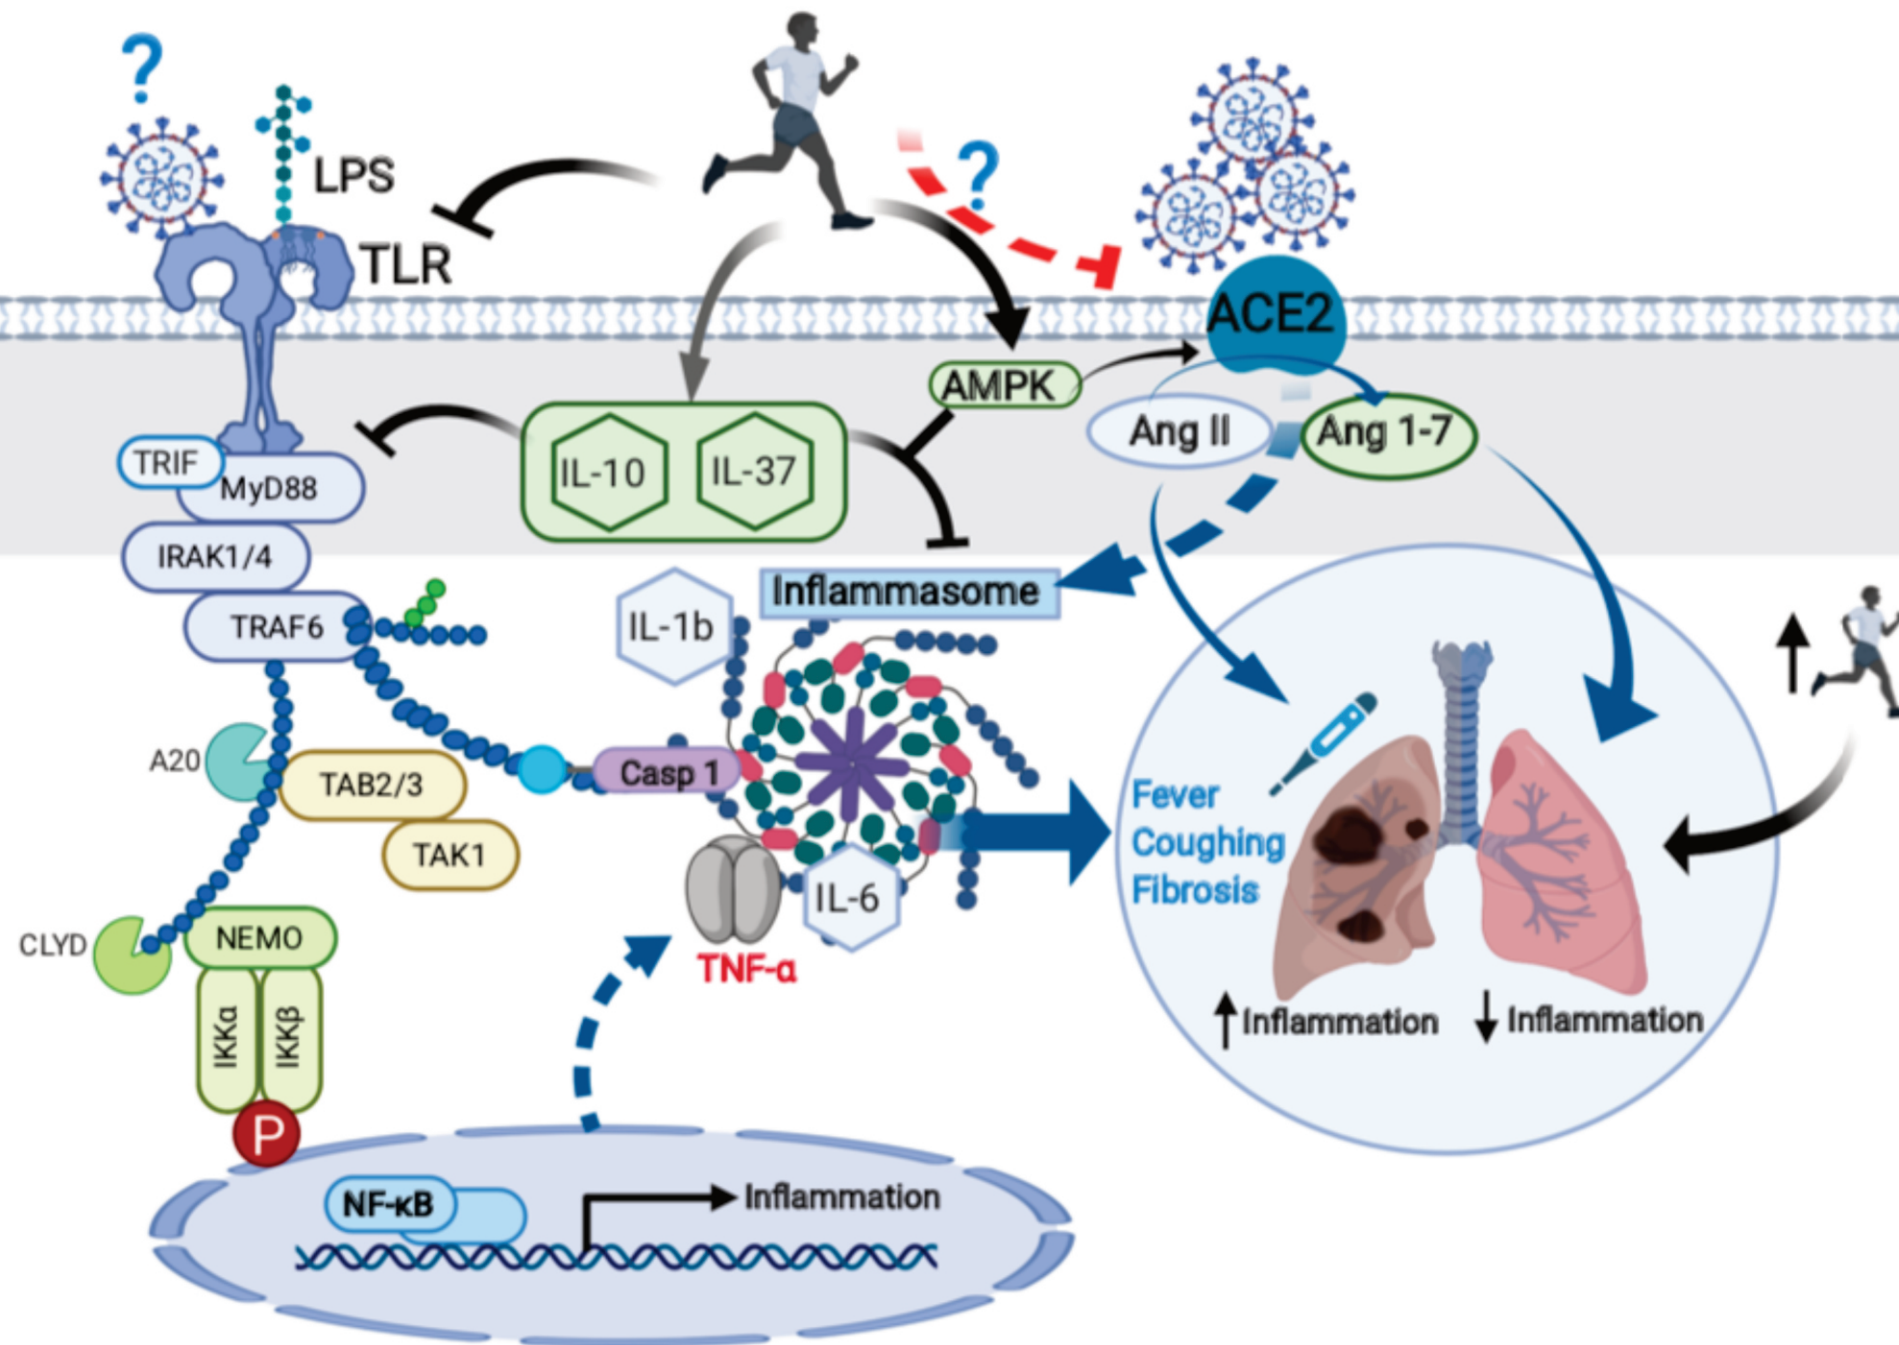 ?
LPS
TLR
?
ACE2
AMPK
Ang II
Ang 1-7
IL-10
IL-37
TRIF
MyD88
IRAK1/4
TRAF6
IL-1b
Inflammasome
A20
TAB2/3
TAK1
Casp 1
IL-6
TNF-α
Fever
Coughing
Fibrosis
CLYD
NEMO
IKKα
IKKβ
P
Inflammation
Inflammation
NF-κB
Inflammation